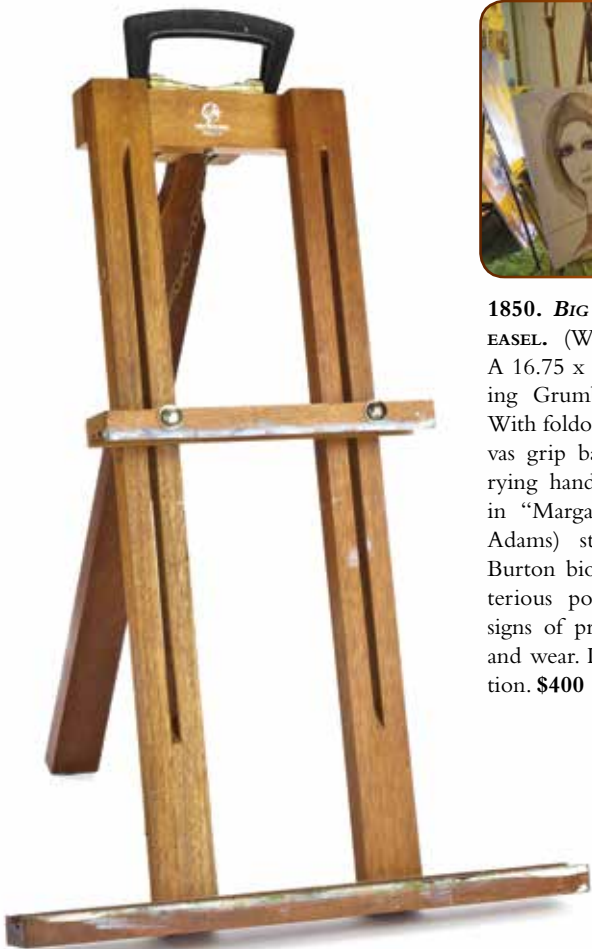 1850. BIG
EASEL. (W
A 16.75 x
ing Grumb
With foldo
vas grip ba
rying hand
in “Marga
Adams) st
Burton bio
terious po
signs of pr
and wear. I
tion. $400